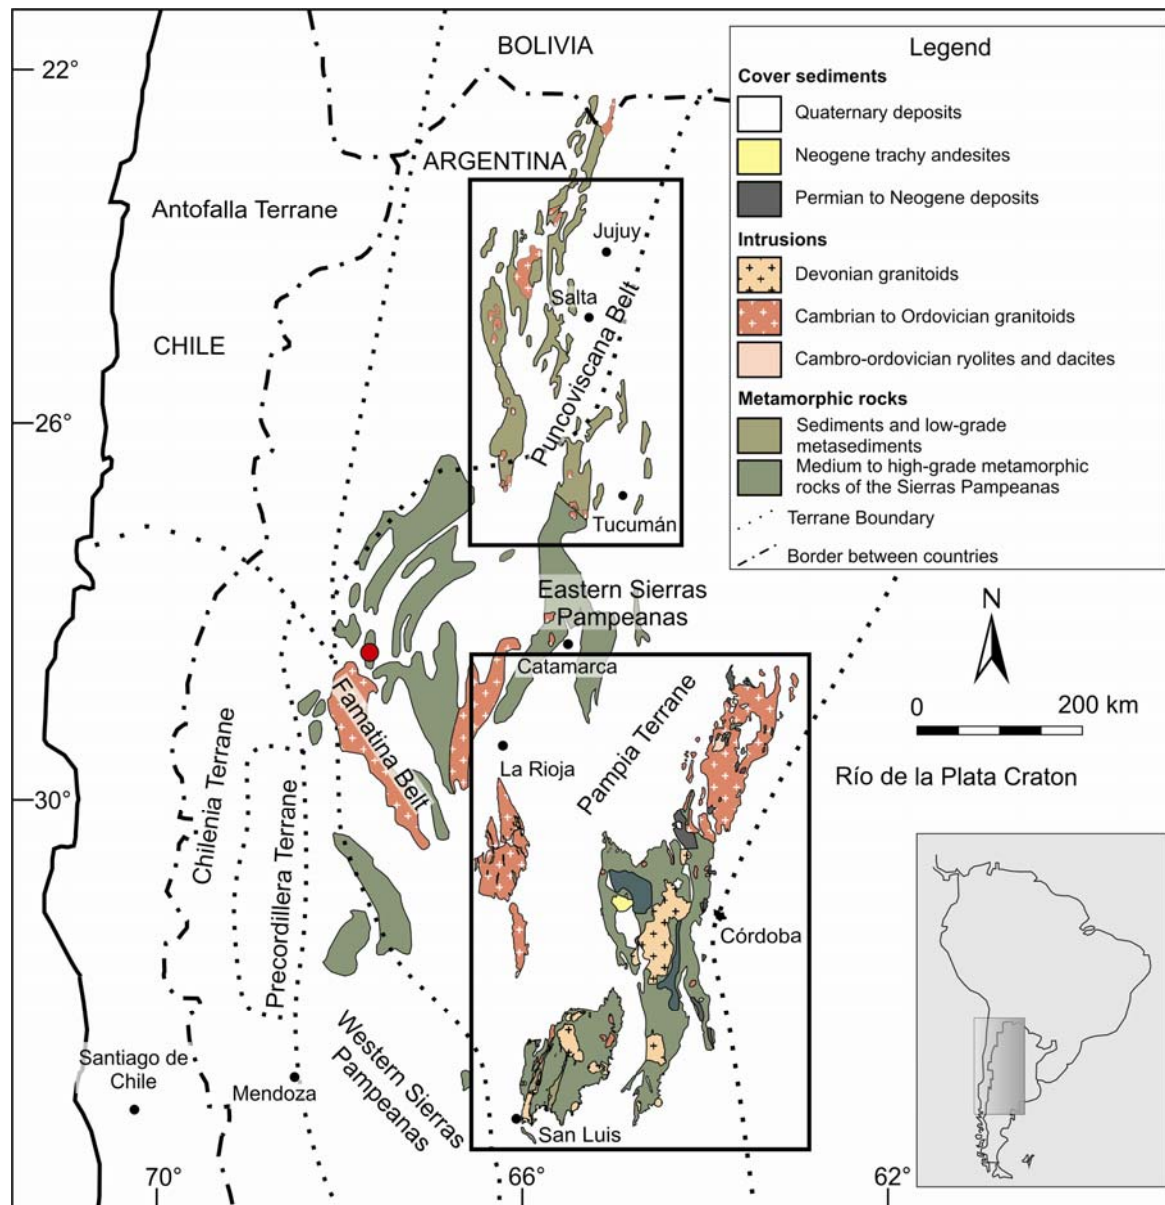 BOLIVIA
22°
ARGENTINA
Antofalla Terrane
Jujuy
Salta
CHILE
Puncoviscana Belt
26°
Tucumán
Eastern Sierras
Pampeanas
Catamarca
Famatina Belt
La Rioja
Pampia Terrane
Chilenia Terrane
Precordillera Terrane
30°
Córdoba
Western Sierras
Pampeanas
Santiago de
Chile
Mendoza
San Luis
70°
66°
62°
Legend
Cover sediments
Quaternary deposits
Neogene trachy andesites
Permian to Neogene deposits
Intrusions
Devonian granitoids
Cambrian to Ordovician granitoids
Cambro-ordovician ryolites and dacites
Metamorphic rocks
Sediments and low-grade
metasediments
Medium to high-grade metamorphic
rocks of the Sierras Pampeanas
Terrane Boundary
Border between countries
N
0
200 km
Río de la Plata Craton